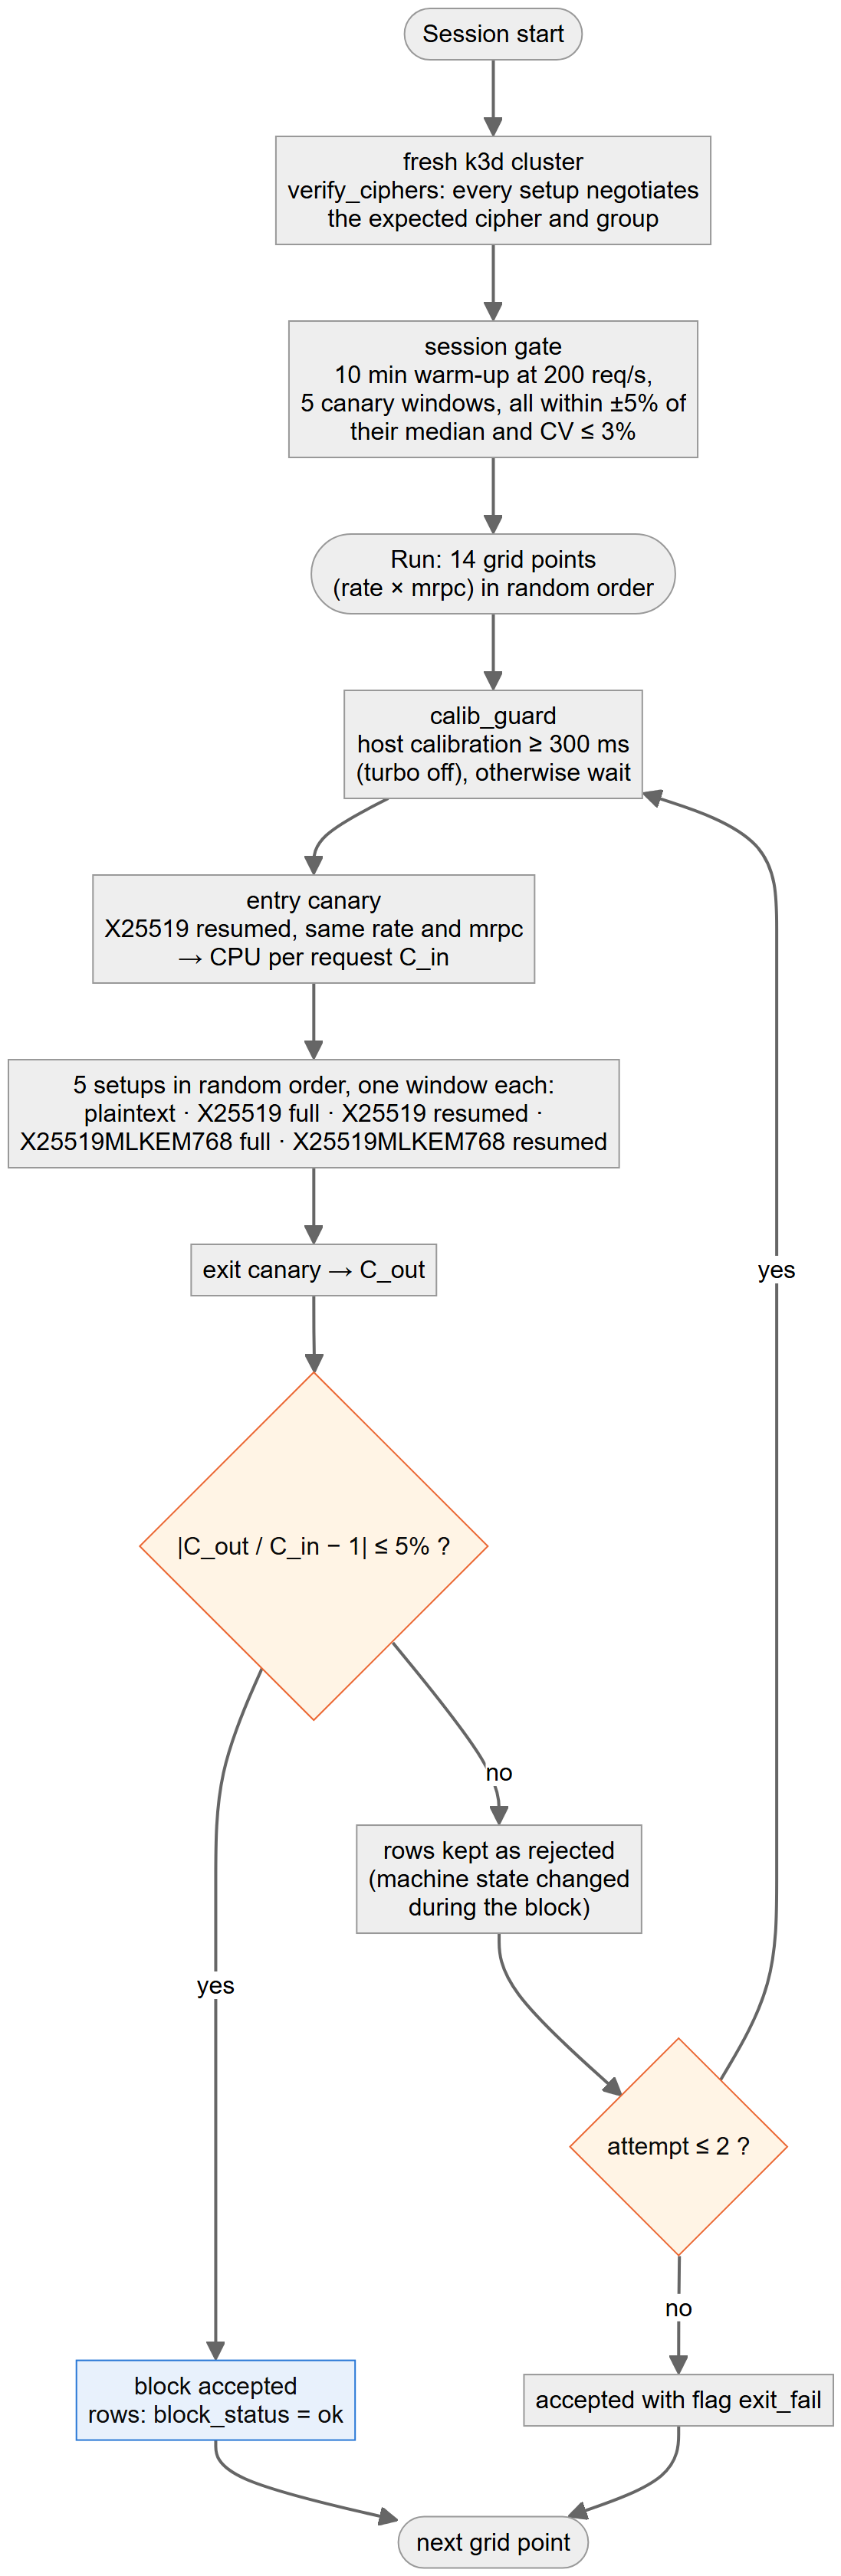 Session start
fresh k3d cluster
verify_ciphers: every setup negotiates
the expected cipher and group
session gate
10 min warm-up at 200 req/s,
5 canary windows, all within ±5% of
their median and CV ≤ 3%
Run: 14 grid points
(rate × mrpc) in random order
calib_guard
host calibration ≥ 300 ms
(turbo off), otherwise wait
entry canary
X25519 resumed, same rate and mrpc
→ CPU per request C_in
5 setups in random order, one window each:
plaintext · X25519 full · X25519 resumed ·
X25519MLKEM768 full · X25519MLKEM768 resumed
exit canary → C_out
yes
|C_out / C_in − 1| ≤ 5% ?
no
rows kept as rejected
(machine state changed
during the block)
yes
attempt ≤ 2 ?
no
block accepted
rows: block_status = ok
accepted with flag exit_fail
next grid point